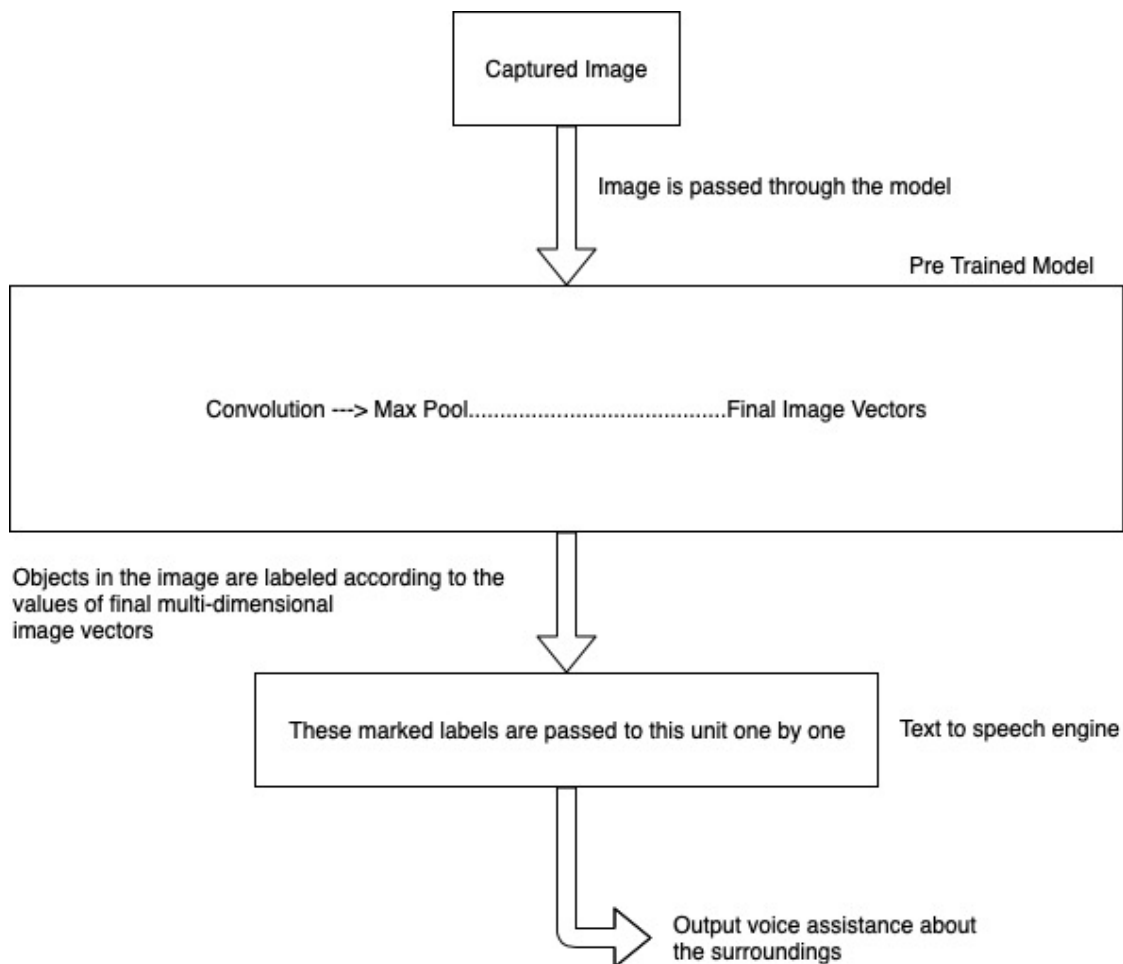 Captured Image
Image is passed through the model
Pre Trained Model
Convolution ---> Max Pool..........................................Final Image Vectors
Objects in the image are labeled according to the
values of final multi-dimensional
image vectors
These marked labels are passed to this unit one by one
Text to speech engine
Output voice assistance about
the surroundings